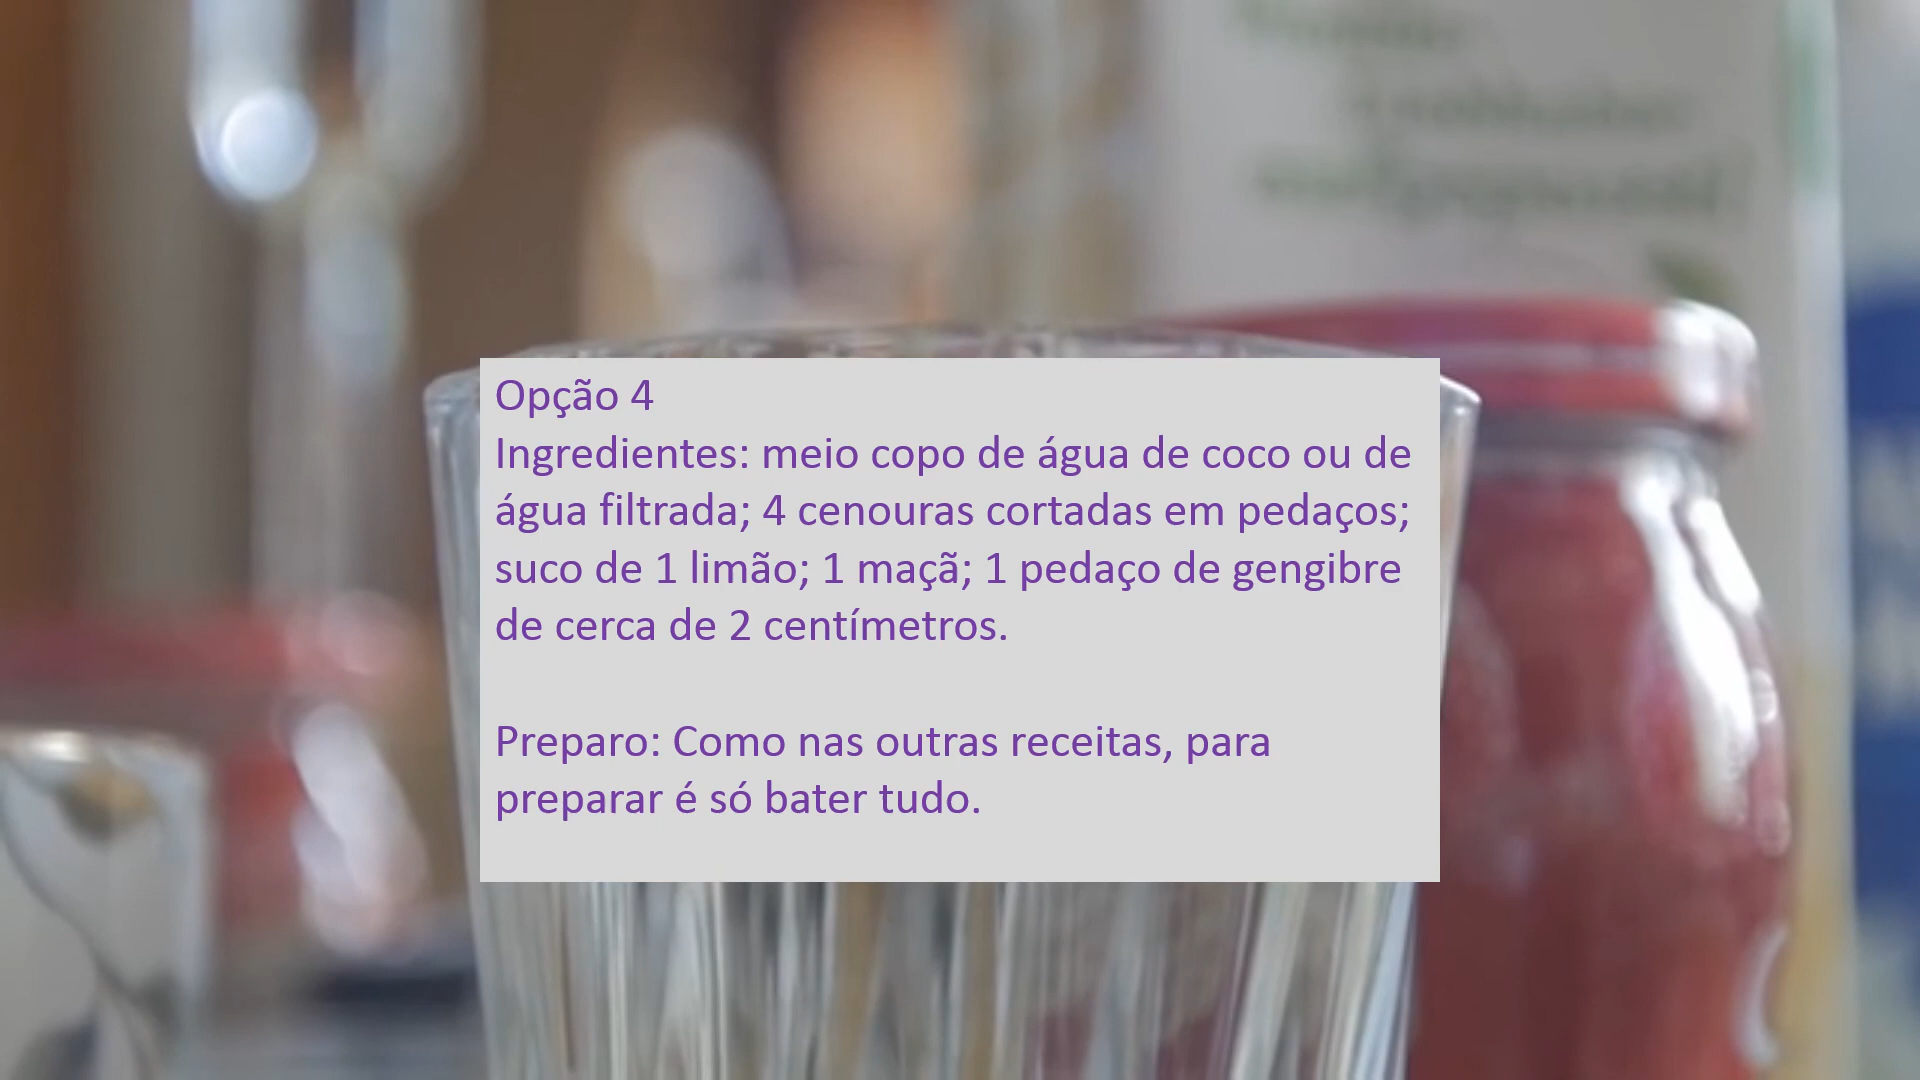 Opção 4
Ingredientes: meio copo de água de coco ou de
água filtrada; 4 cenouras cortadas em pedaços;
suco de 1 limão; 1 maçã; 1 pedaço de gengibre
de cerca de 2 centímetros.
Preparo: Como nas outras receitas, para
preparar é só bater tudo.